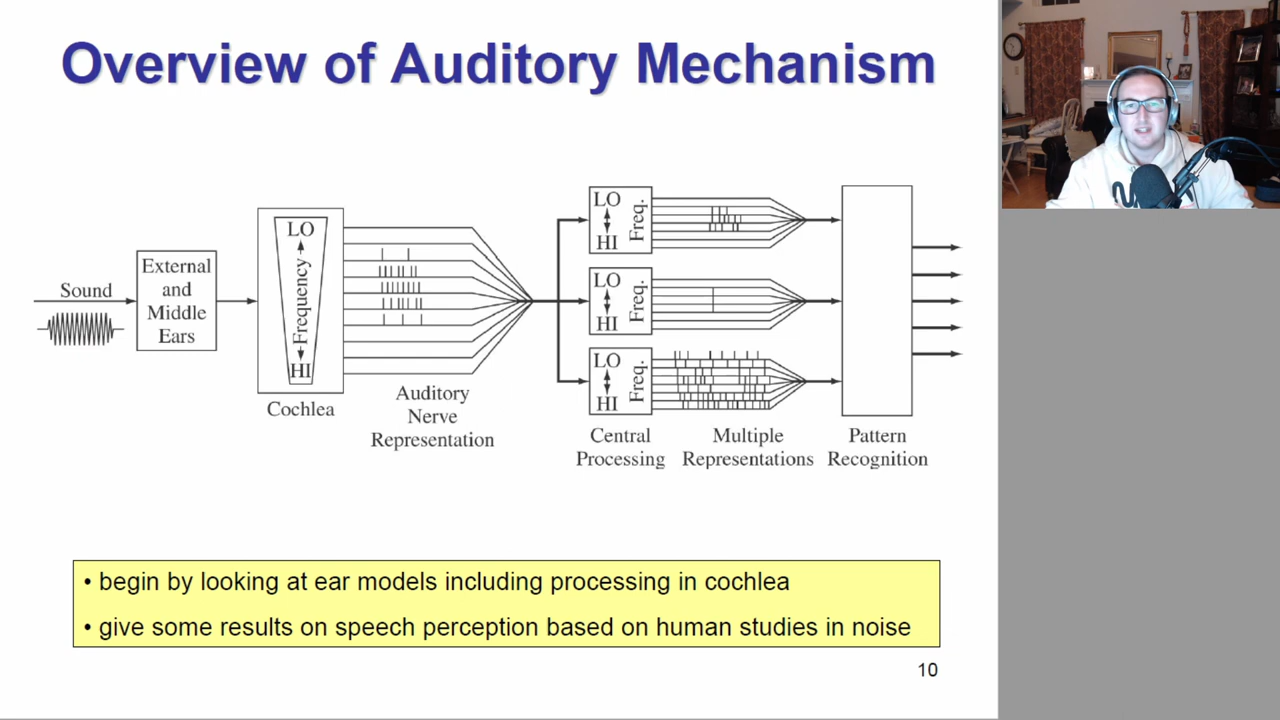 Overview of Auditory Mechanism
Sound
External
and
Middle
Ears
LO
Frequency
HI
Cochlea
Auditory
Nerve
Representation
LO
HI
Freq.
LO
HI
Freq.
LO
HI
Freq.
Central
Processing
Multiple
Representations
Pattern
Recognition
• begin by looking at ear models including processing in cochlea
• give some results on speech perception based on human studies in noise
10